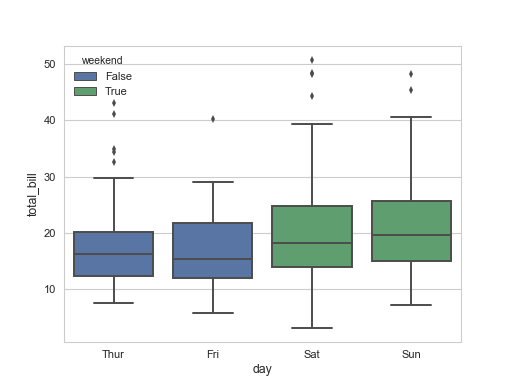 weekend
False
True
50
40
30
20
10
total_bill
Thur Fri Sat Sun
day